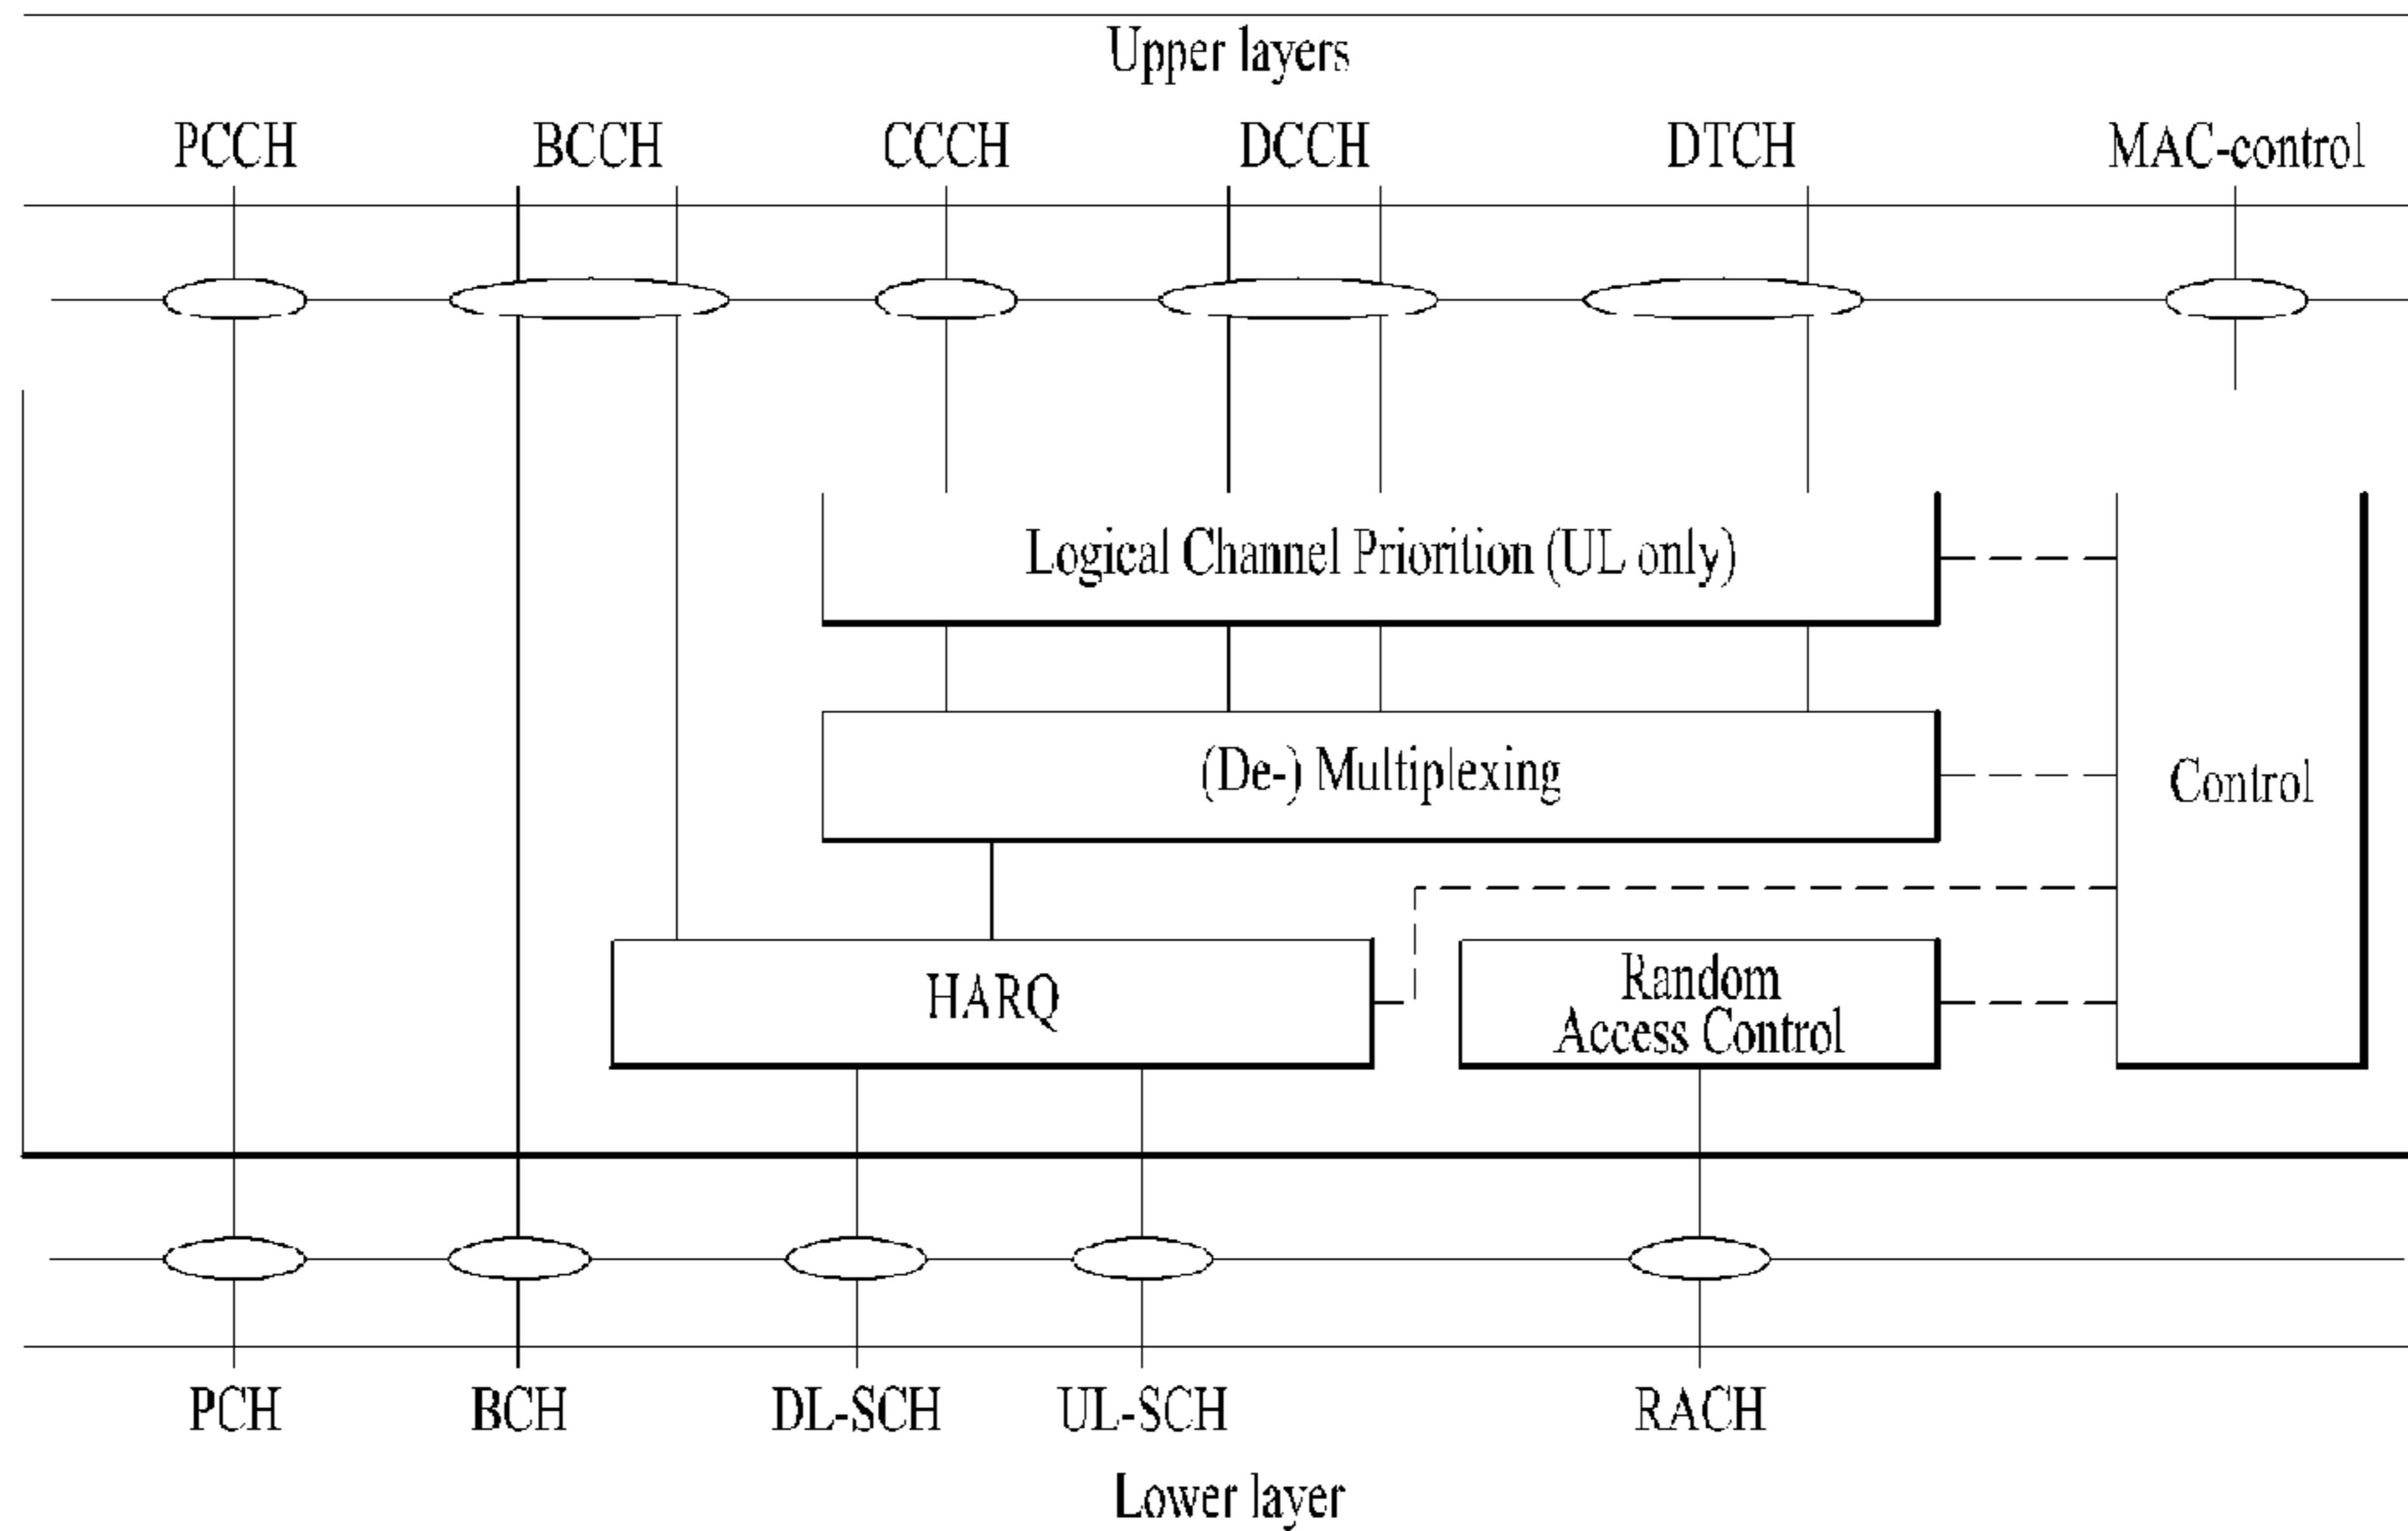 Upper layers
PCCH
BCCH
CCCH
DCCH
DTCH
MAC-control
Logical Channel Priorition (UL only)
(De-) Multiplexing
Control
HARQ
Random
Access Control
PCH
BCH
DL-SCH
UL-SCH
RACH
Lower layer